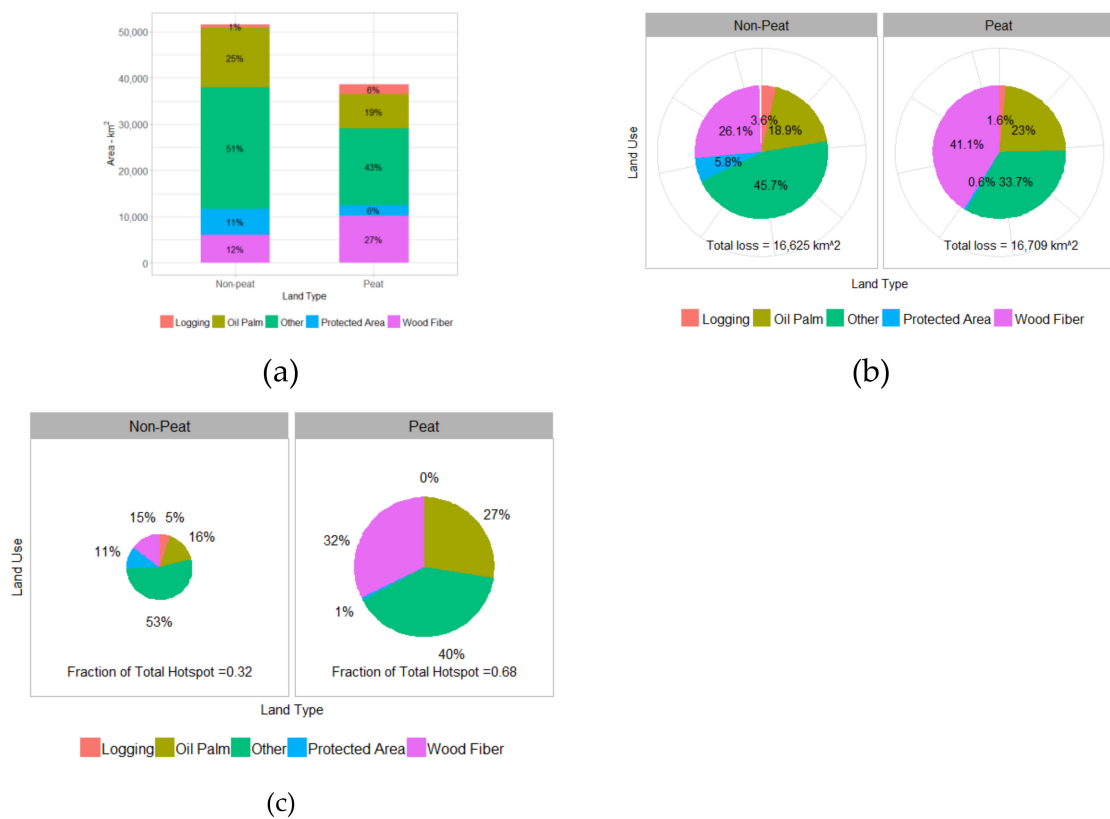 50,000
40,000
30,000
20,000
10,000
0
Area - km²
1%
25%
51%
11%
12%
6%
19%
43%
6%
27%
Non-peat Peat
Land Type
Logging Oil Palm Other Protected Area Wood Fiber
(a)
Non-Peat Peat
Land Use
3.6%
18.9%
26.1%
5.8%
45.7%
Total loss = 16,625 km^2
1.6%
23%
41.1%
0.6% 33.7%
Total loss = 16,709 km^2
Land Type
Logging Oil Palm Other Protected Area Wood Fiber
(b)
Non-Peat Peat
Land Use
15% 5%
16%
11%
53%
Fraction of Total Hotspot =0.32
0%
27%
32%
1%
40%
Fraction of Total Hotspot =0.68
Land Type
Logging Oil Palm Other Protected Area Wood Fiber
(c)